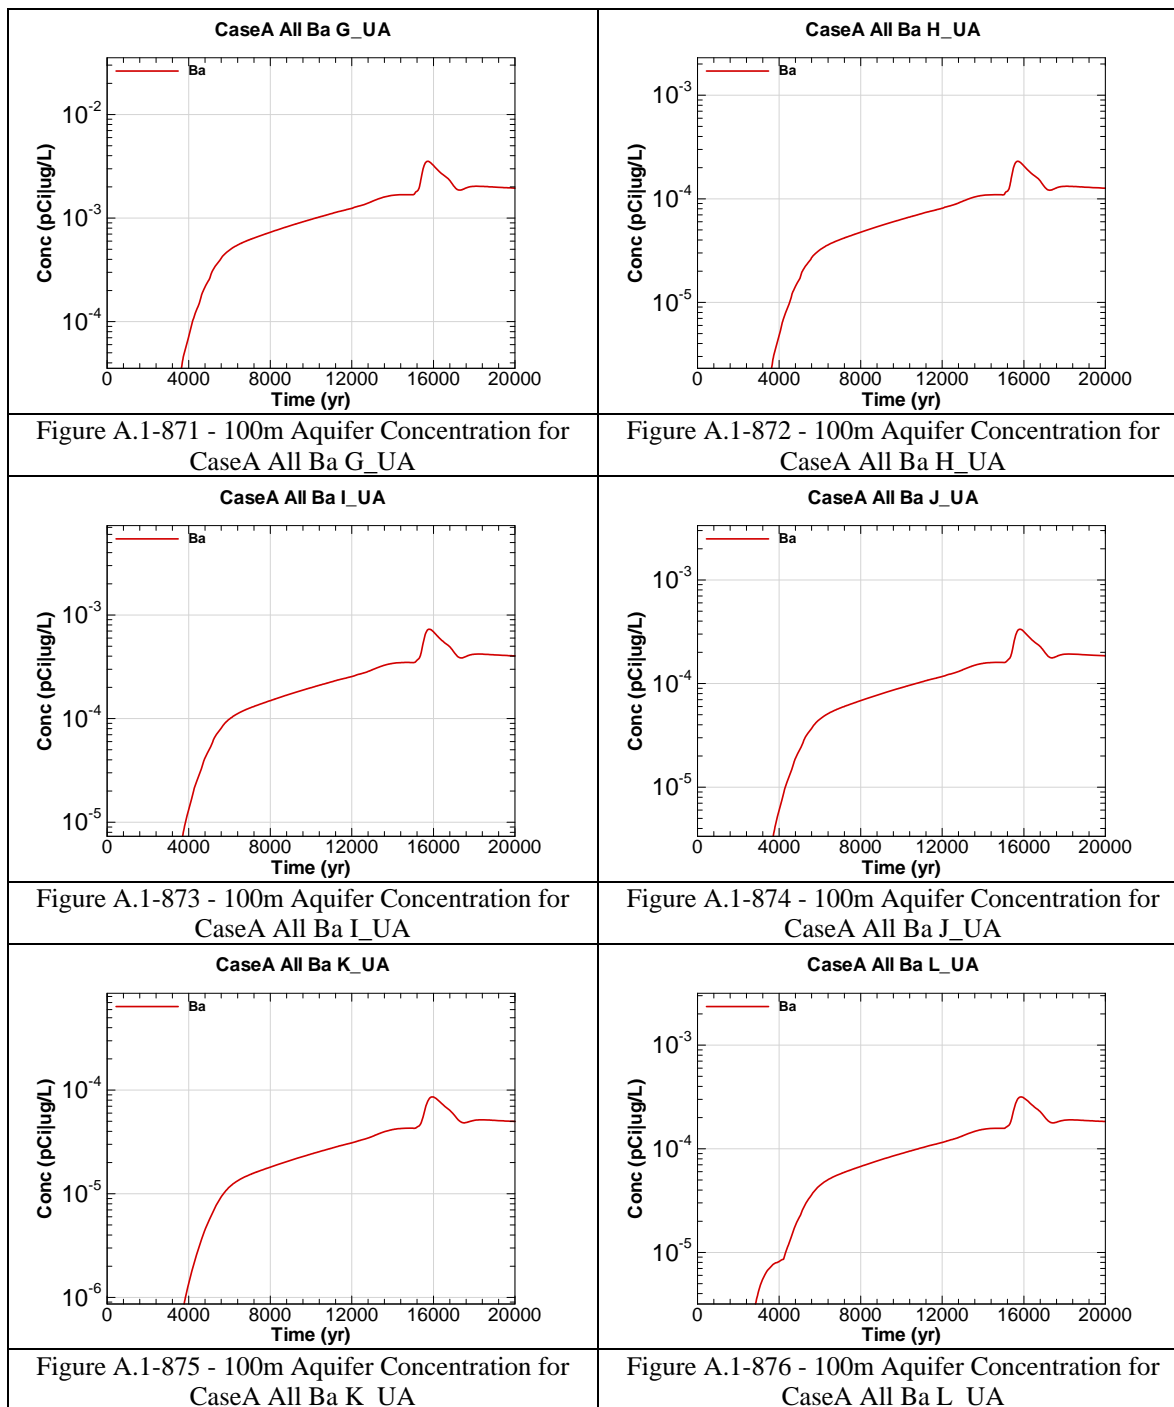 CaseA All Ba G_UA
Ba
Conc (pCi|ug/L)
10-2
10-3
10-4
0 4000 8000 12000 16000 20000
Time (yr)
Figure A.1-871 - 100m Aquifer Concentration for
CaseA All Ba G_UA
CaseA All Ba H_UA
Ba
Conc (pCi|ug/L)
10-3
10-4
10-5
0 4000 8000 12000 16000 20000
Time (yr)
Figure A.1-872 - 100m Aquifer Concentration for
CaseA All Ba H_UA
CaseA All Ba I_UA
Ba
Conc (pCi|ug/L)
10-3
10-4
10-5
0 4000 8000 12000 16000 20000
Time (yr)
Figure A.1-873 - 100m Aquifer Concentration for
CaseA All Ba I_UA
CaseA All Ba J_UA
Ba
Conc (pCi|ug/L)
10-3
10-4
10-5
0 4000 8000 12000 16000 20000
Time (yr)
Figure A.1-874 - 100m Aquifer Concentration for
CaseA All Ba J_UA
CaseA All Ba K_UA
Ba
Conc (pCi|ug/L)
10-4
10-5
10-6
0 4000 8000 12000 16000 20000
Time (yr)
Figure A.1-875 - 100m Aquifer Concentration for
CaseA All Ba K_UA
CaseA All Ba L_UA
Ba
Conc (pCi|ug/L)
10-3
10-4
10-5
0 4000 8000 12000 16000 20000
Time (yr)
Figure A.1-876 - 100m Aquifer Concentration for
CaseA All Ba L_UA